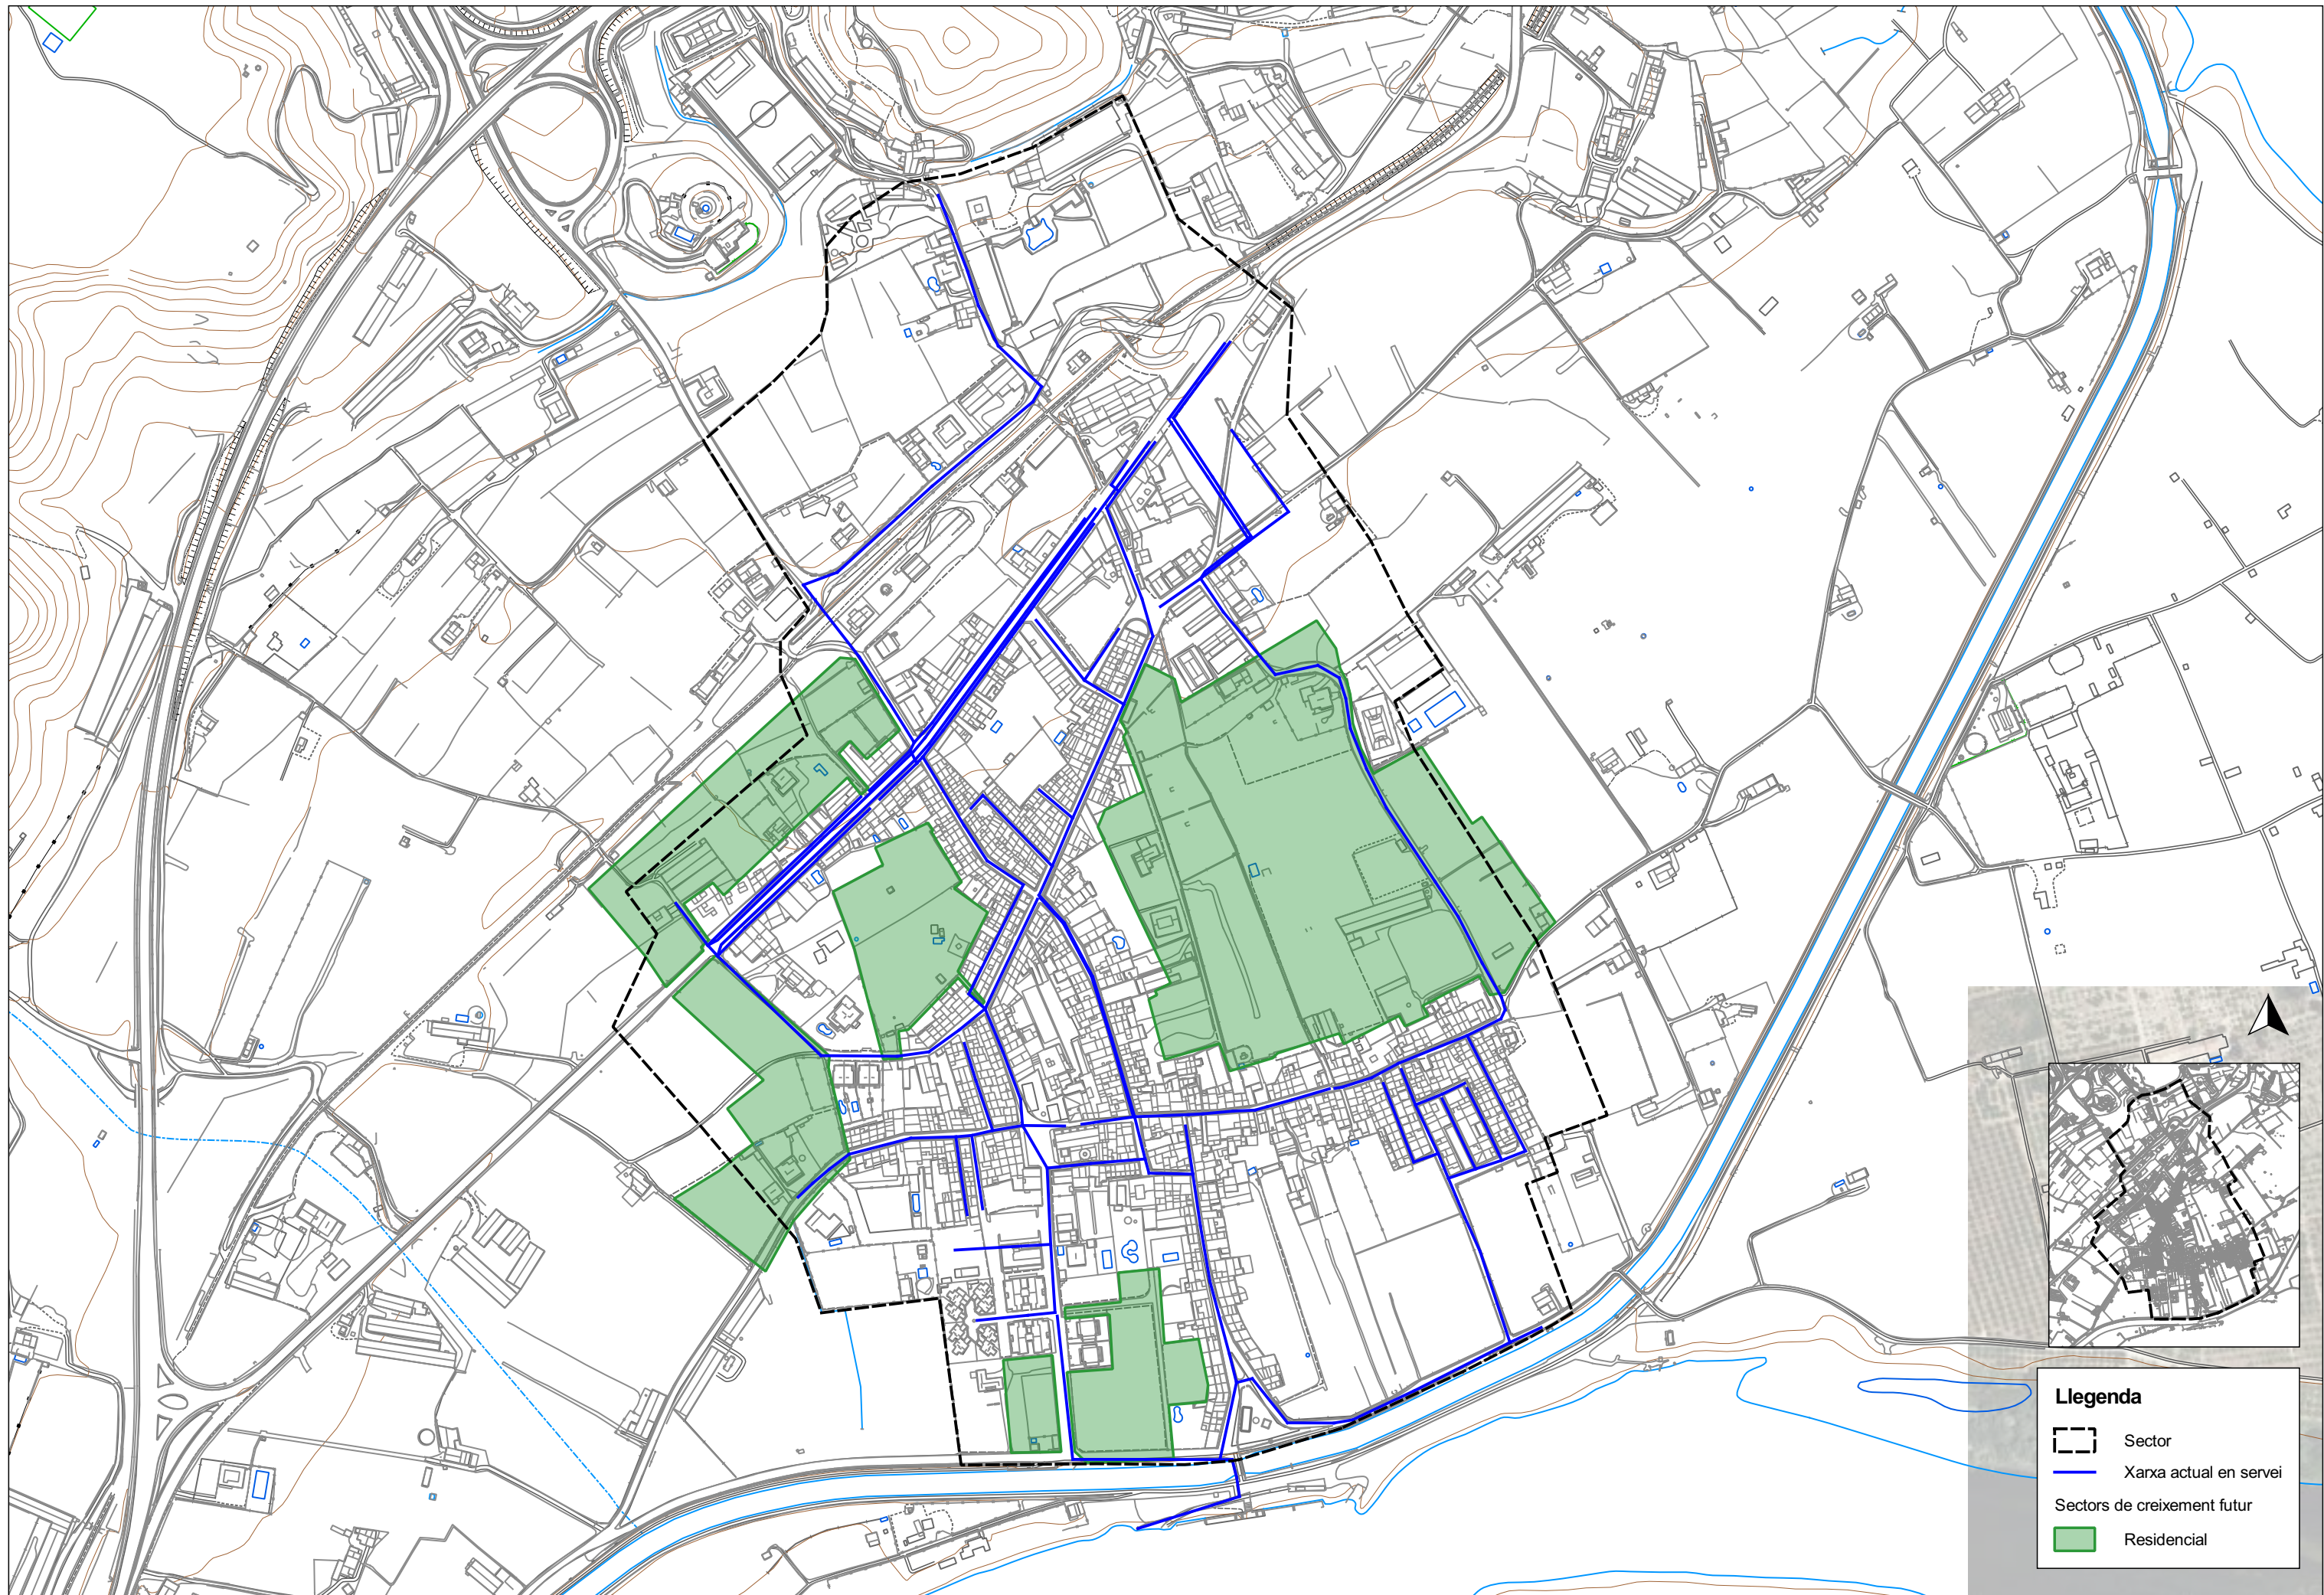 Llegenda
Sector
Xarxa actual en servei
Sectors de creixement futur
Residencial